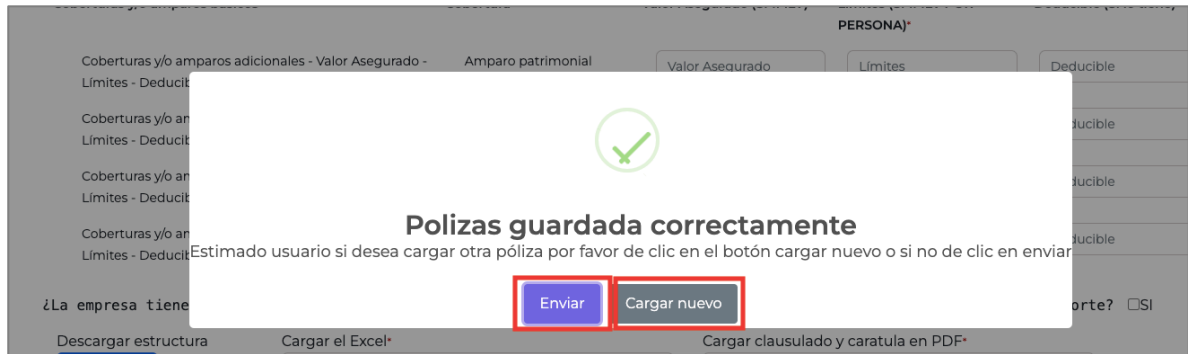 PERSONA)*
Coberturas y/o amparos adicionales - Valor Asegurado - Amparo patrimonial Valor Asegurado Límites Deducible
Límites - Deducib
Coberturas y/o an
Límites - Deducib
Coberturas y/o an
Límites - Deducib
Coberturas y/o an
Límites - Deducib
ducible
ducible
ducible
Polizas guardada correctamente
Estimado usuario si desea cargar otra póliza por favor de clic en el botón cargar nuevo o si no de clic en enviar
Enviar Cargar nuevo
¿La empresa tiene orte? SI
Descargar estructura Cargar el Excel* Cargar clausulado y caratula en PDF*